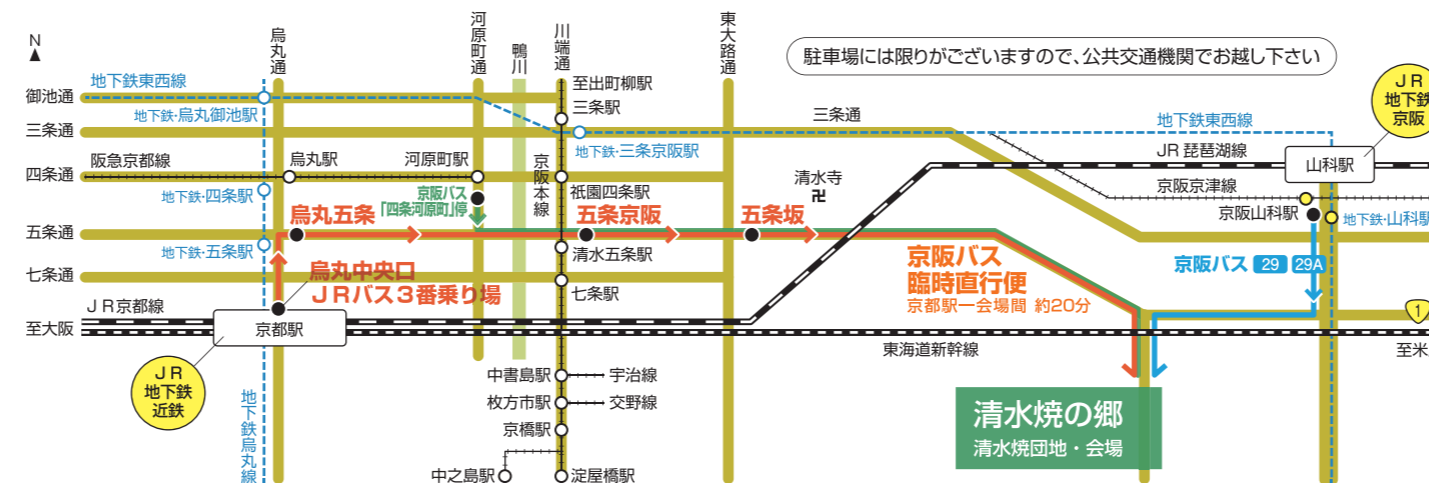 N
烏丸通
河原町通
鴨川
川端通
東大路通
駐車場には限りがございますので、公共交通機関でお越し下さい
JR
地下鉄
京阪
地下鉄東西線
至出町柳駅
御池通
三条駅
地下鉄・烏丸御池駅
三条通
三条通
地下鉄東西線
地下鉄・三条京阪駅
JR琵琶湖線
山科駅
阪急京都線
烏丸駅
河原町駅
京阪本線
四条通
清水寺
卍
京阪京津線
地下鉄・四条駅
京阪バス
「四条河原町」停
祇園四条駅
京阪山科駅
地下鉄・山科駅
烏丸五条
五条京阪
五条坂
五条通
地下鉄・五条駅
清水五条駅
京阪バス
臨時直行便
京都駅ー会場間 約20分
京阪バス 29 29A
七条通
烏丸中央口
JRバス3番乗り場
七条駅
JR京都線
1
至大阪
京都駅
東海道新幹線
至米
JR
地下鉄
近鉄
中書島駅
宇治線
地下鉄烏丸線
枚方市駅
交野線
京橋駅
中之島駅
淀屋橋駅
清水焼の郷
清水焼団地・会場